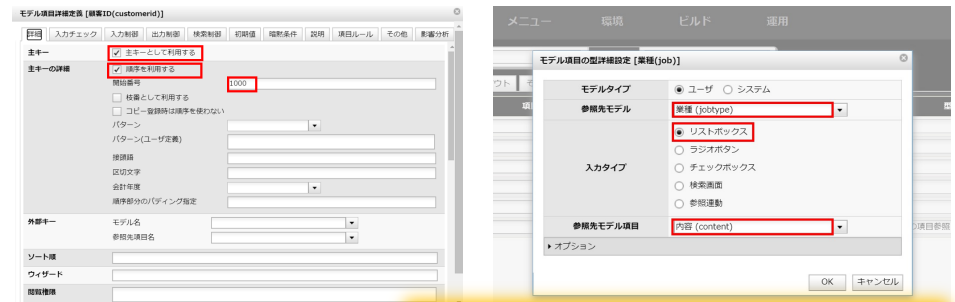 モデル項目詳細定義 [顧客ID(customerid)]
詳細 入力チェック 入力制御 出力制御 検索制御 初期値 暗黙条件 説明 項目ルール その他 影響分析
主キー 主キーとして利用する
主キーの詳細 順序を利用する
開始番号 1000
枝番として利用する
コピー登録時は順序を使わない
パターン
パターン(ユーザ定義)
接頭語
区切文字
会計年度
順序部分のパディング指定
外部キー モデル名
参照先項目名
ソート順
ウィザード
閲覧権限
メニュー 環境 ビルド 運用
モデル項目の型詳細設定 [業種(job)]
モデルタイプ ユーザ システム
参照先モデル 業種 (jobtype)
入力タイプ リストボックス
ラジオボタン
チェックボックス
検索画面
参照連動
参照先モデル項目 内容 (content)
オプション
OK キャンセル
の項目参照